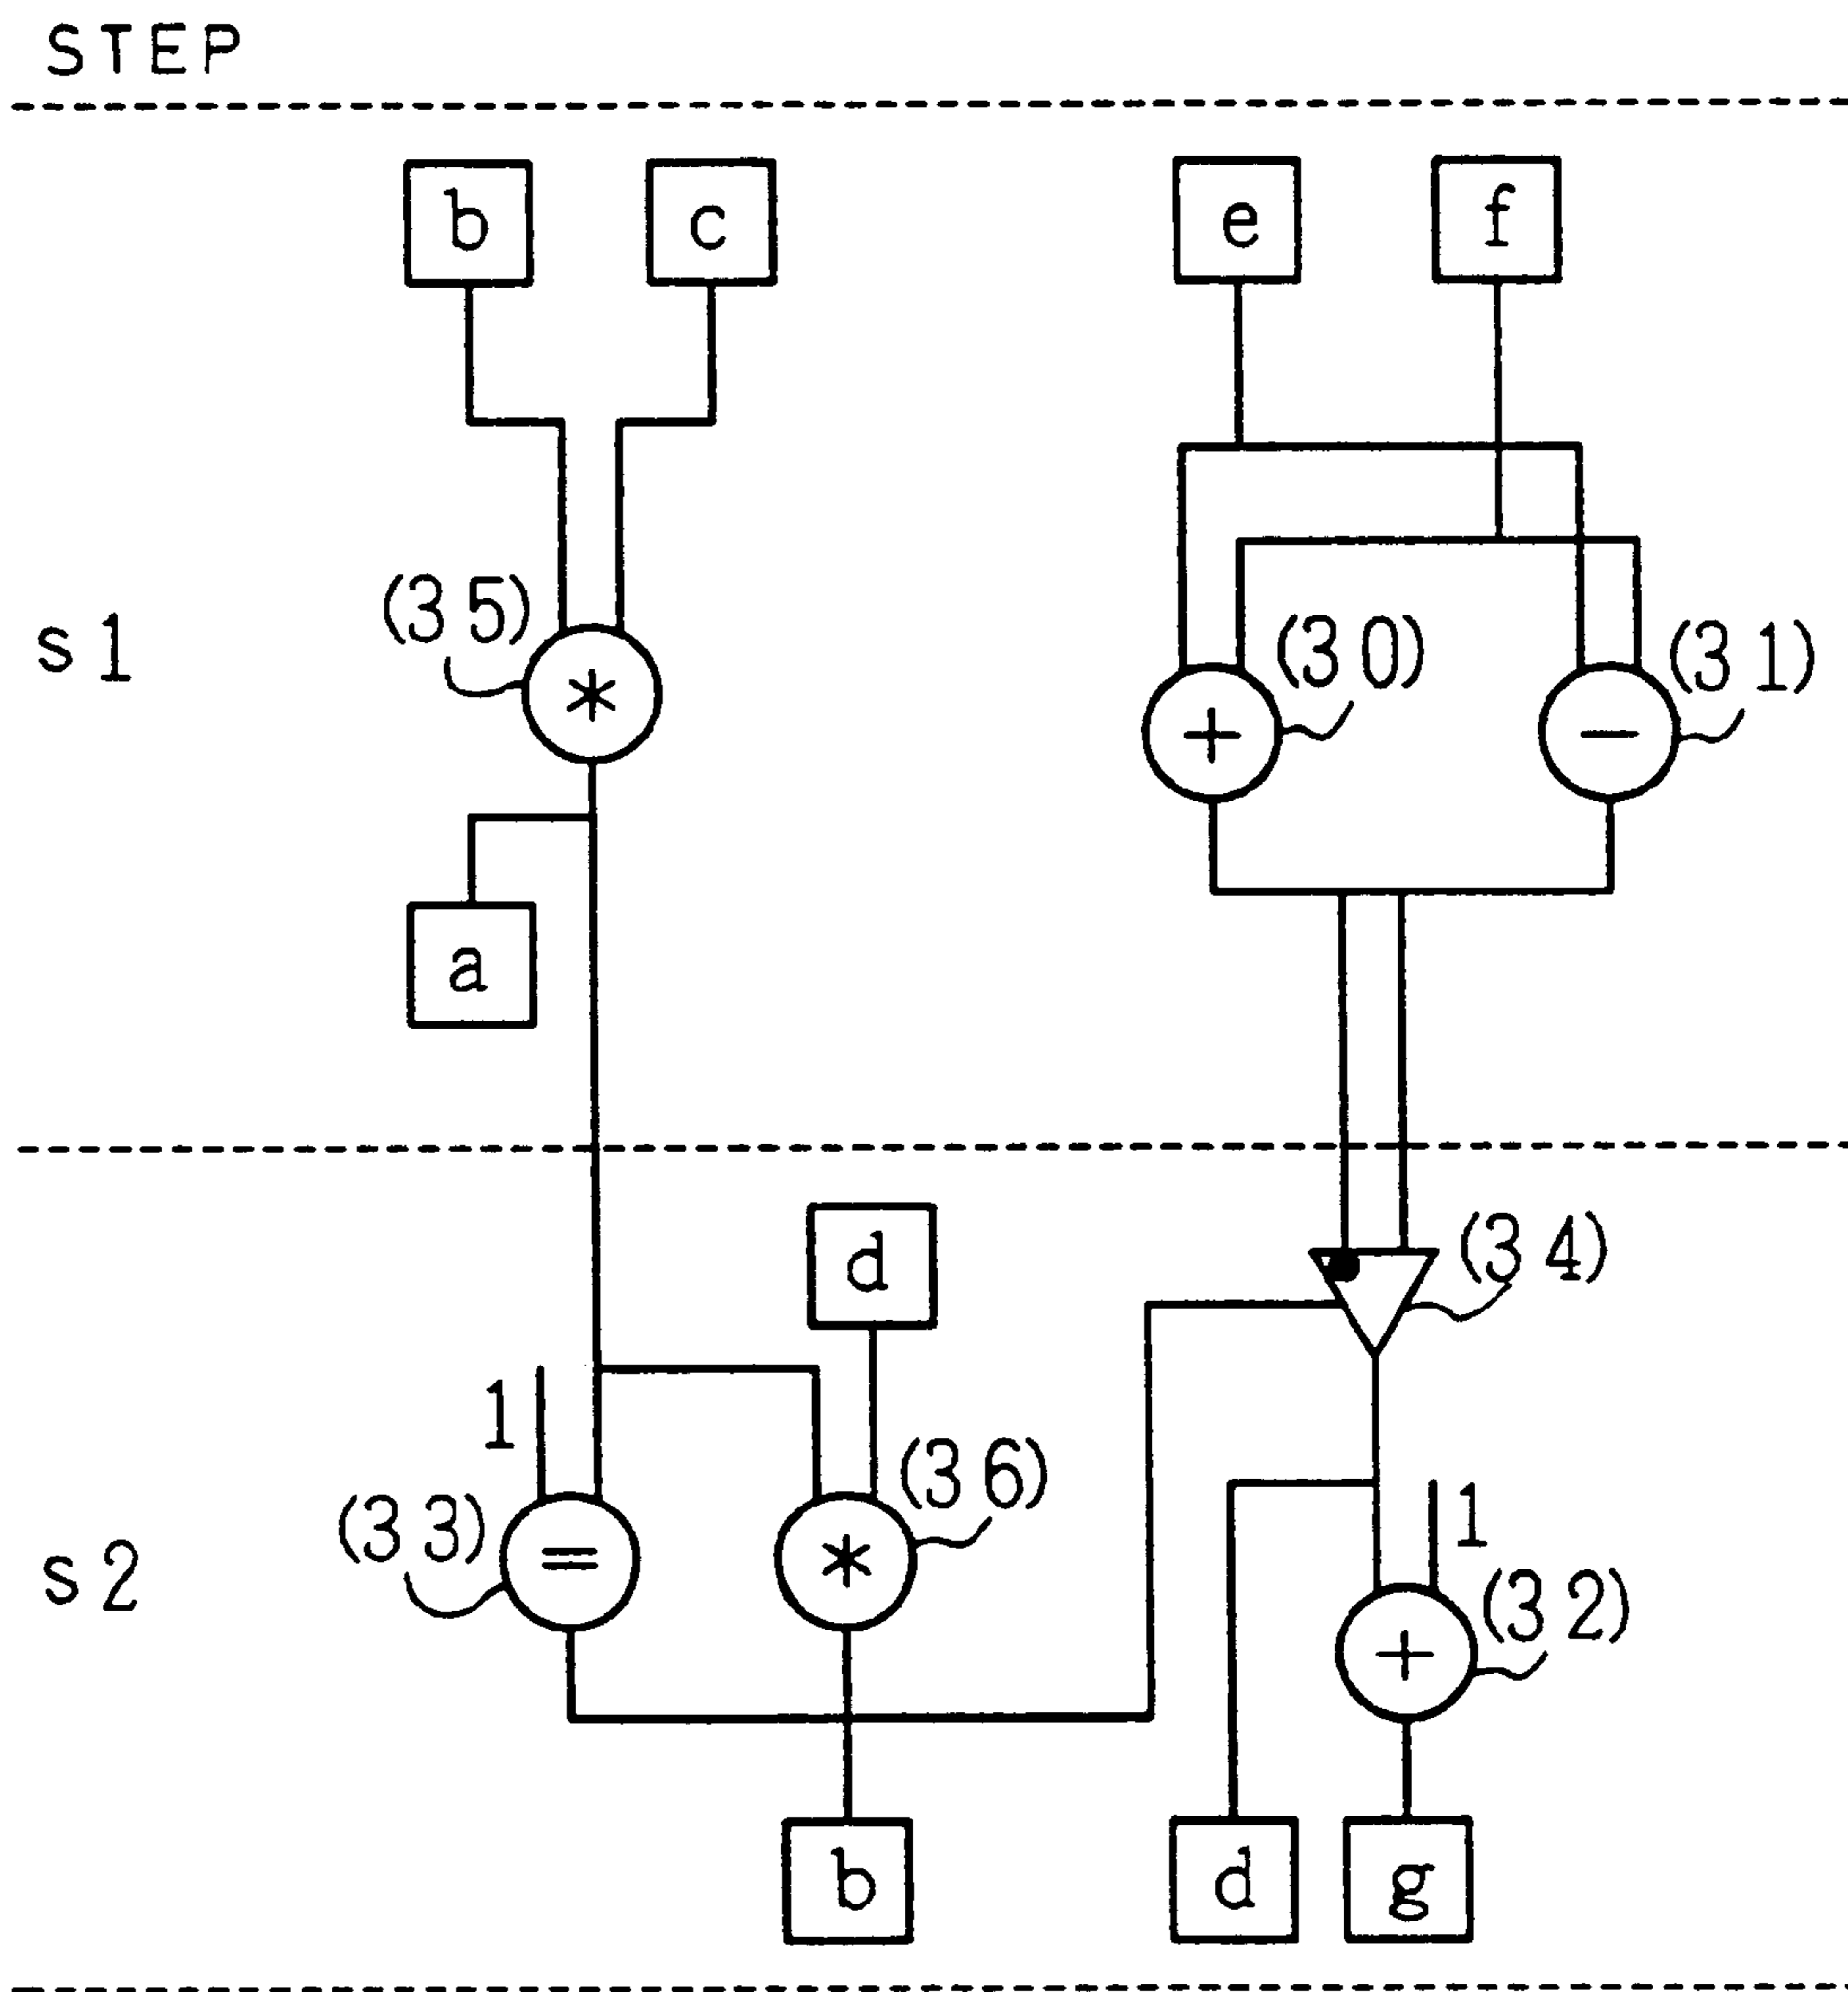 STEP
b c e f
(35)
s1
(30) (31)
* + −
a
d
(34)
1
(36)
1
(33)
= *
s2
(32)
+
b d g